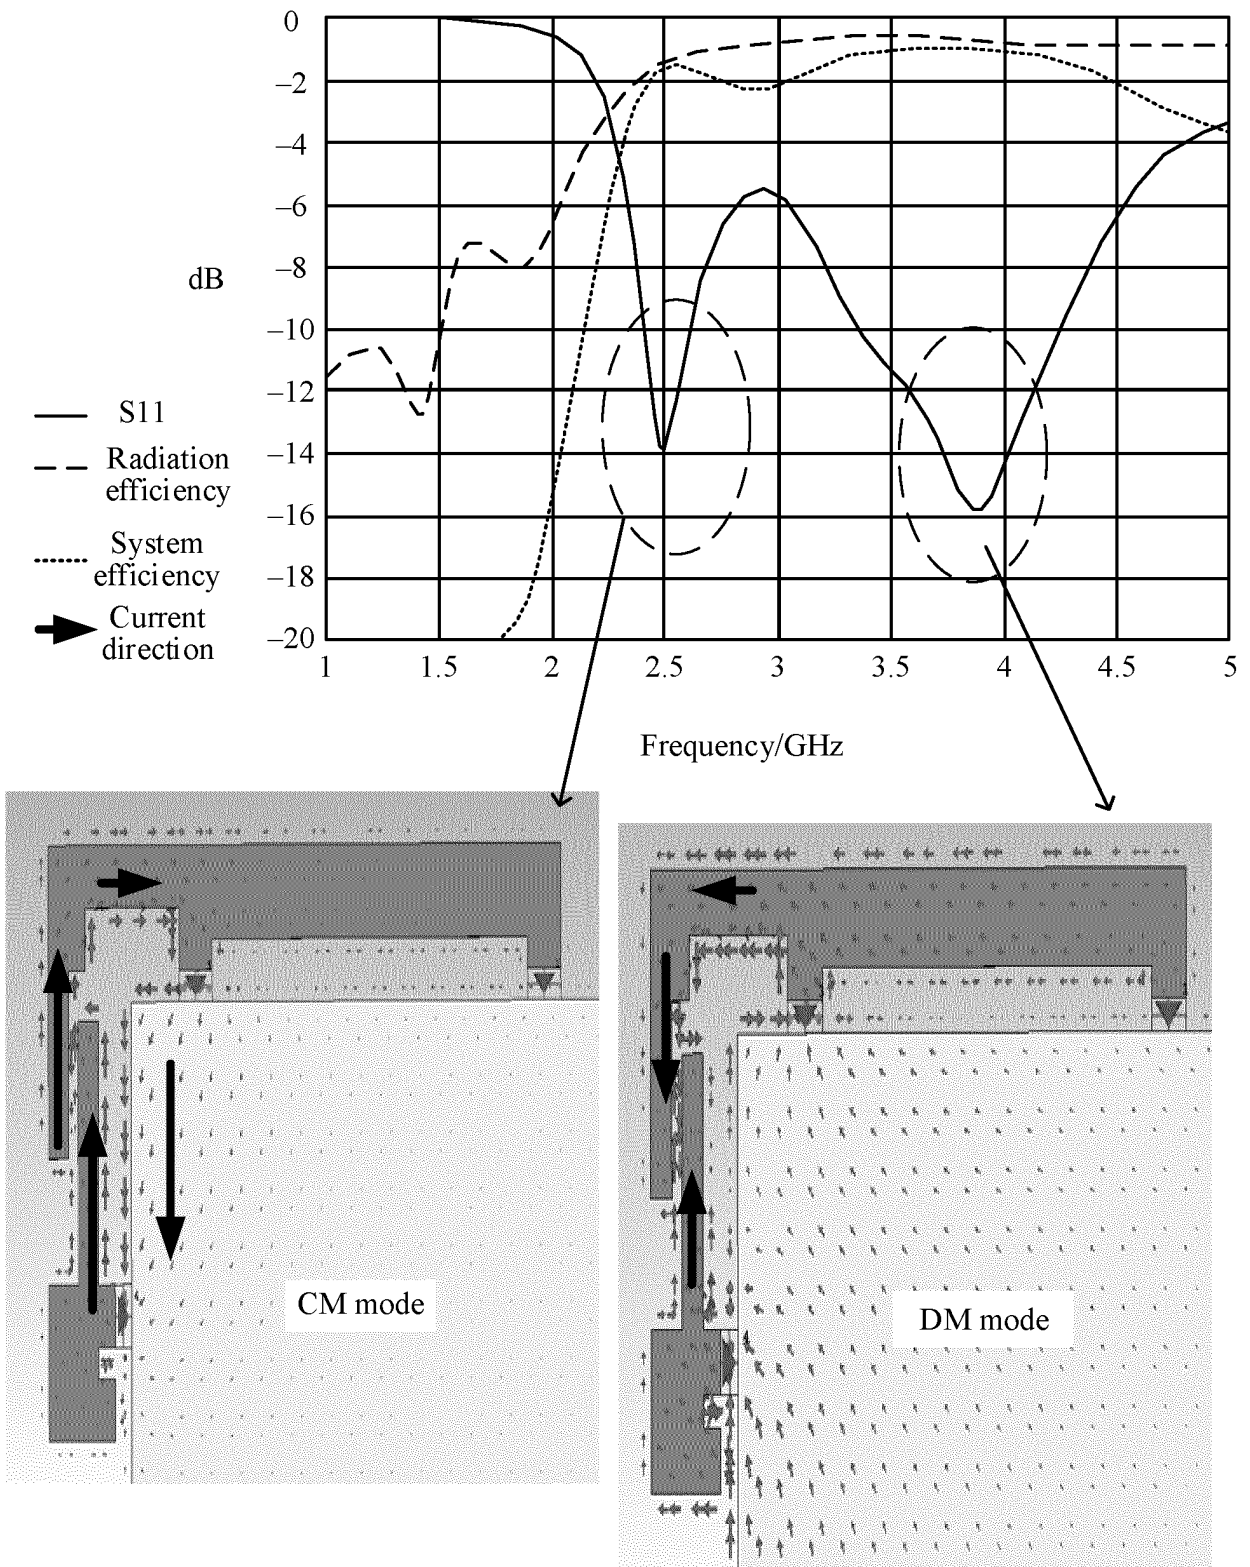 0
–2
–4
–6
–8
dB
–10
–12
–14
–16
–18
–20
S11
Radiation
efficiency
System
efficiency
Current
direction
1
1.5
2
2.5
3
3.5
4
4.5
5
Frequency/GHz
CM mode
DM mode